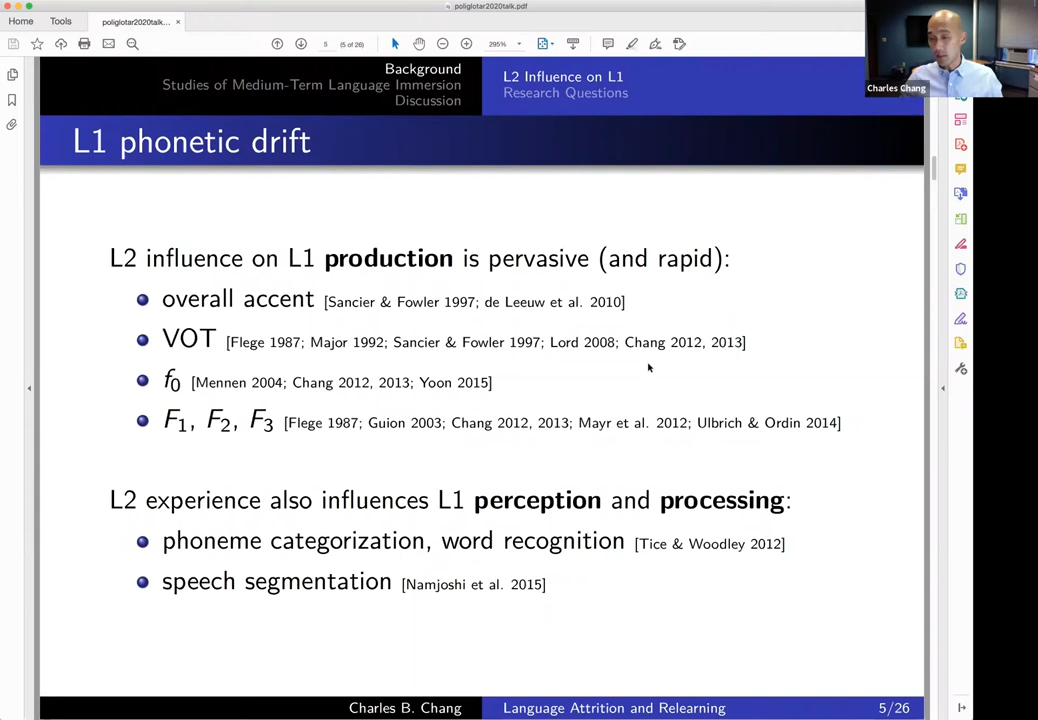 poliglotar2020talk.pdf
Home Tools poliglotar2020talk... ×
5 (5 of 26) 295%
Background
Studies of Medium-Term Language Immersion
Discussion
L2 Influence on L1
Research Questions
Charles Chang
L1 phonetic drift
L2 influence on L1 production is pervasive (and rapid):
overall accent [Sancier & Fowler 1997; de Leeuw et al. 2010]
VOT [Flege 1987; Major 1992; Sancier & Fowler 1997; Lord 2008; Chang 2012, 2013]
f0 [Mennen 2004; Chang 2012, 2013; Yoon 2015]
F1, F2, F3 [Flege 1987; Guion 2003; Chang 2012, 2013; Mayr et al. 2012; Ulbrich & Ordin 2014]
L2 experience also influences L1 perception and processing:
phoneme categorization, word recognition [Tice & Woodley 2012]
speech segmentation [Namjoshi et al. 2015]
Charles B. Chang Language Attrition and Relearning 5/26